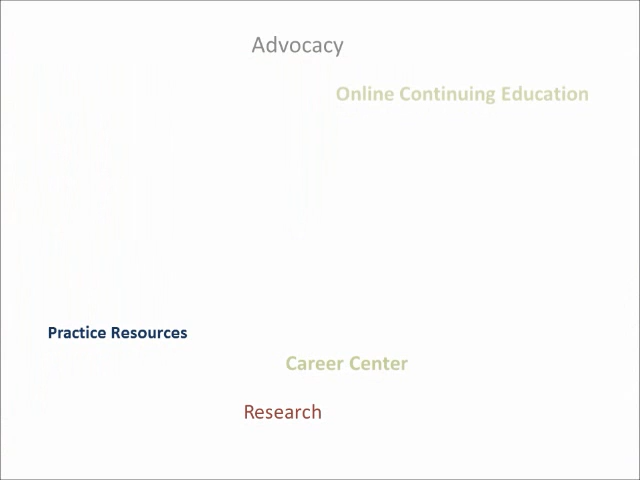 Advocacy
Online Continuing Education
Practice Resources
Career Center
Research